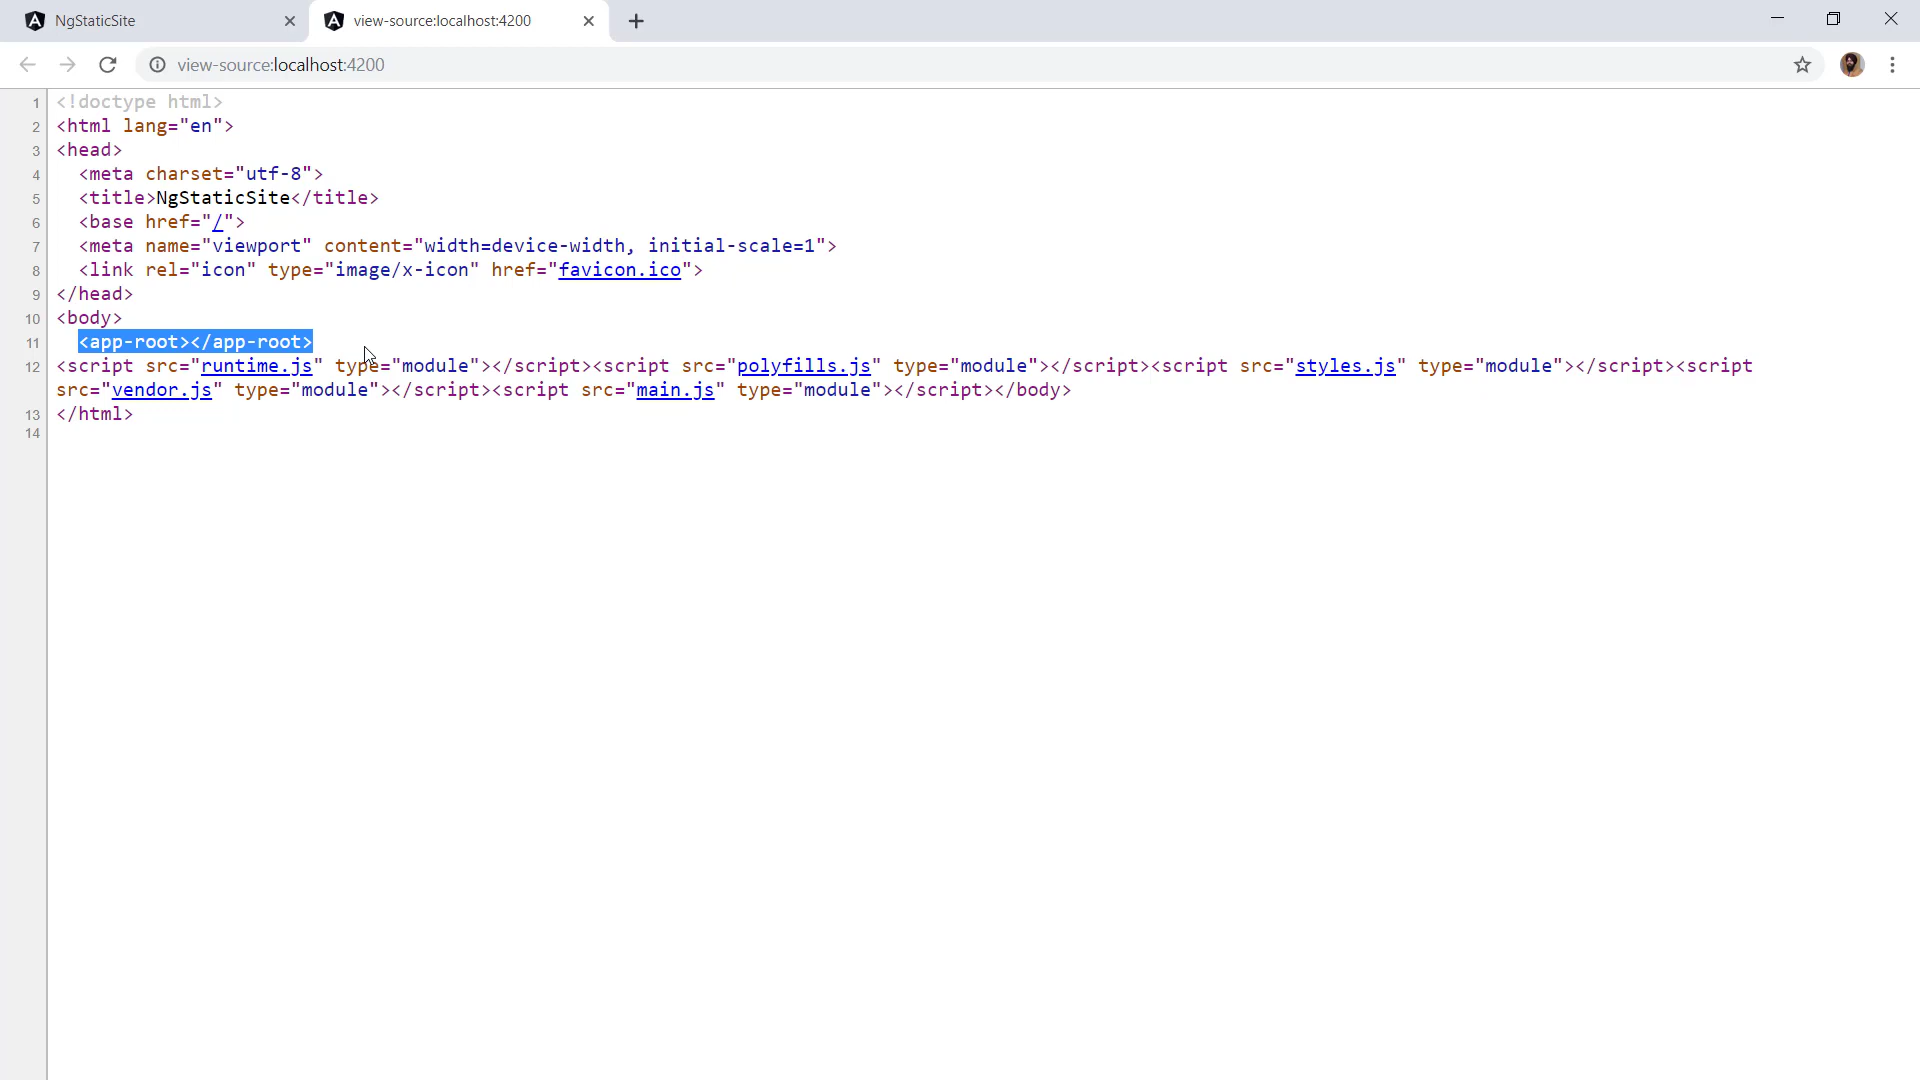 NgStaticSite
view-source:localhost:4200
view-source:localhost:4200
1 <!doctype html>
2 <html lang="en">
3 <head>
4 <meta charset="utf-8">
5 <title>NgStaticSite</title>
6 <base href="/">
7 <meta name="viewport" content="width=device-width, initial-scale=1">
8 <link rel="icon" type="image/x-icon" href="favicon.ico">
9 </head>
10 <body>
11 <app-root></app-root>
12 <script src="runtime.js" type="module"></script><script src="polyfills.js" type="module"></script><script src="styles.js" type="module"></script><script
src="vendor.js" type="module"></script><script src="main.js" type="module"></script></body>
13 </html>
14